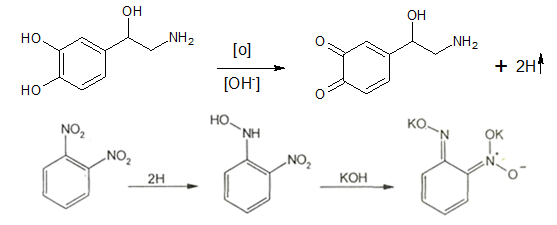 OH
HO
NH₂
HO
[o]
[OH⁻]
OH
O
NH₂
O
+ 2H↑
NO₂
NO₂
2H
HO
NH
NO₂
KOH
KO
N
OK
N
O⁻